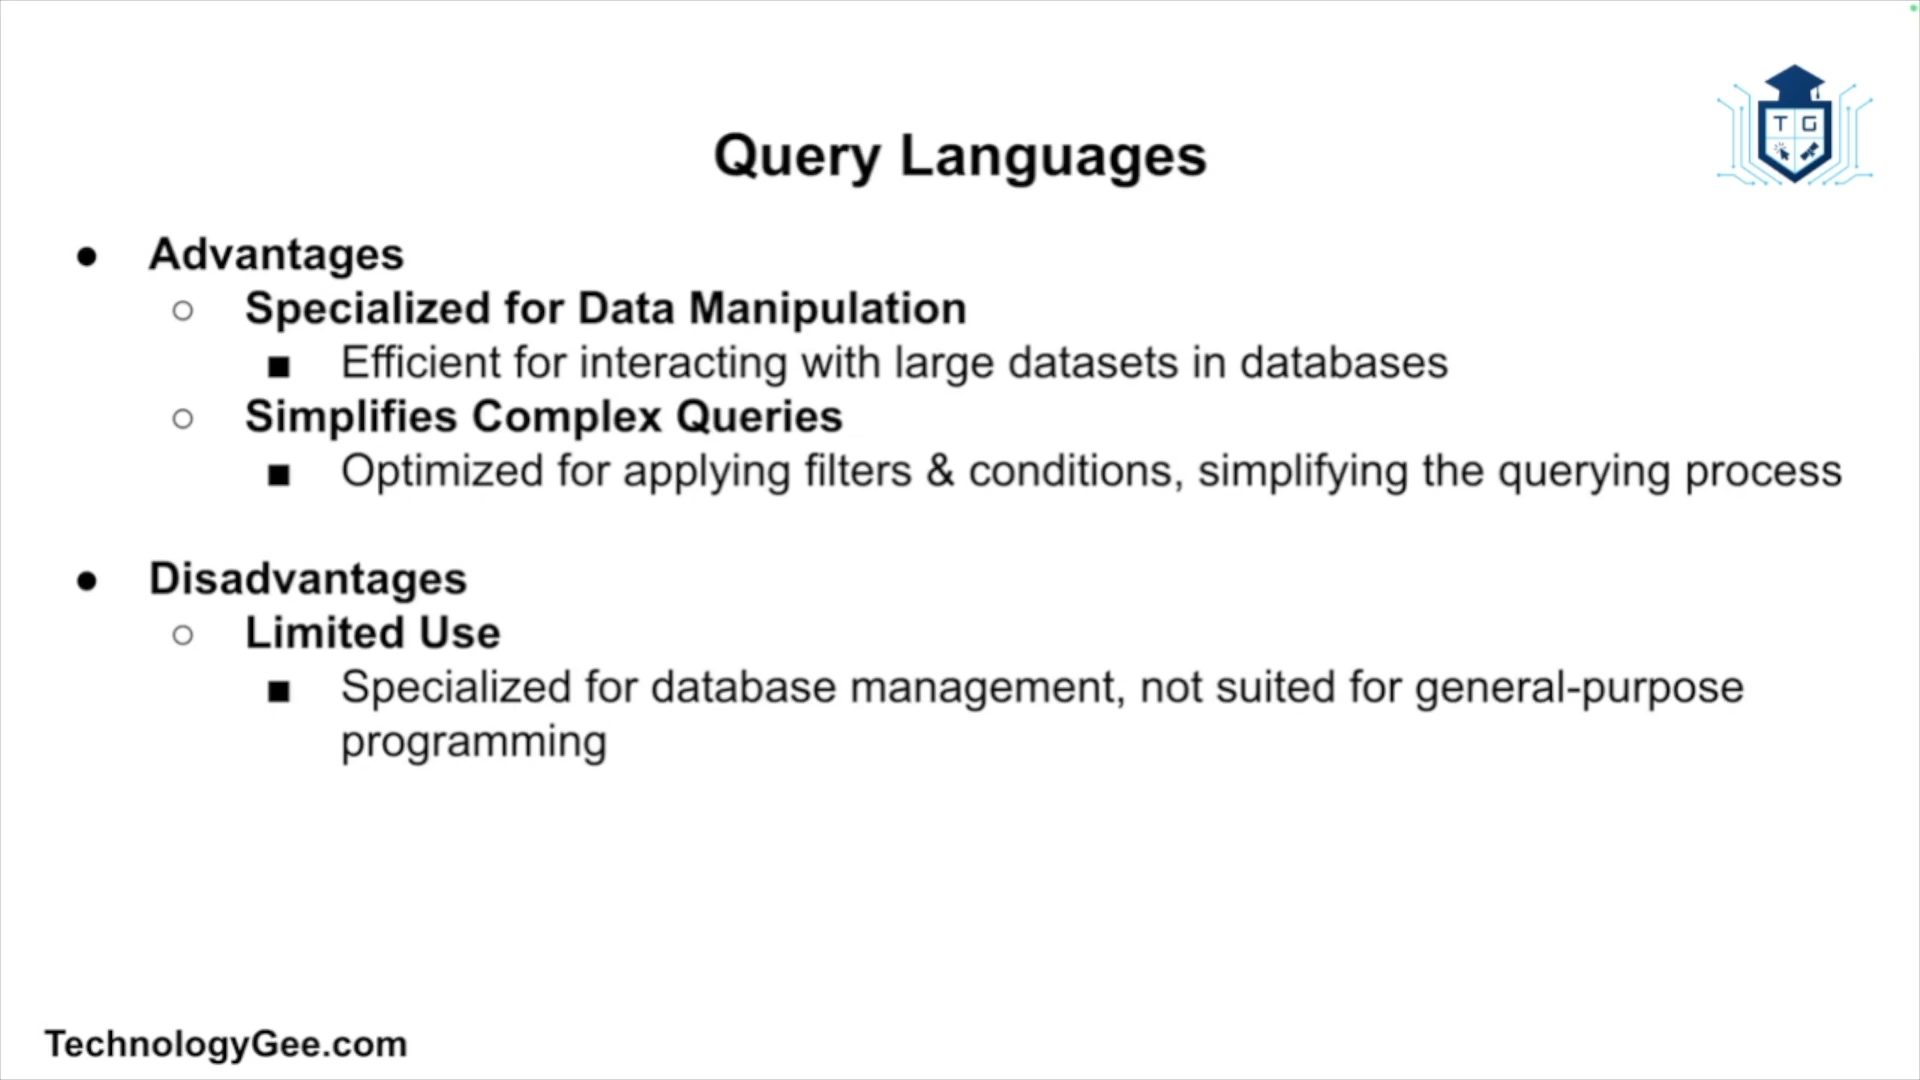 T G
Query Languages
● Advantages
○ Specialized for Data Manipulation
■ Efficient for interacting with large datasets in databases
○ Simplifies Complex Queries
■ Optimized for applying filters & conditions, simplifying the querying process
● Disadvantages
○ Limited Use
■ Specialized for database management, not suited for general-purpose
programming
TechnologyGee.com